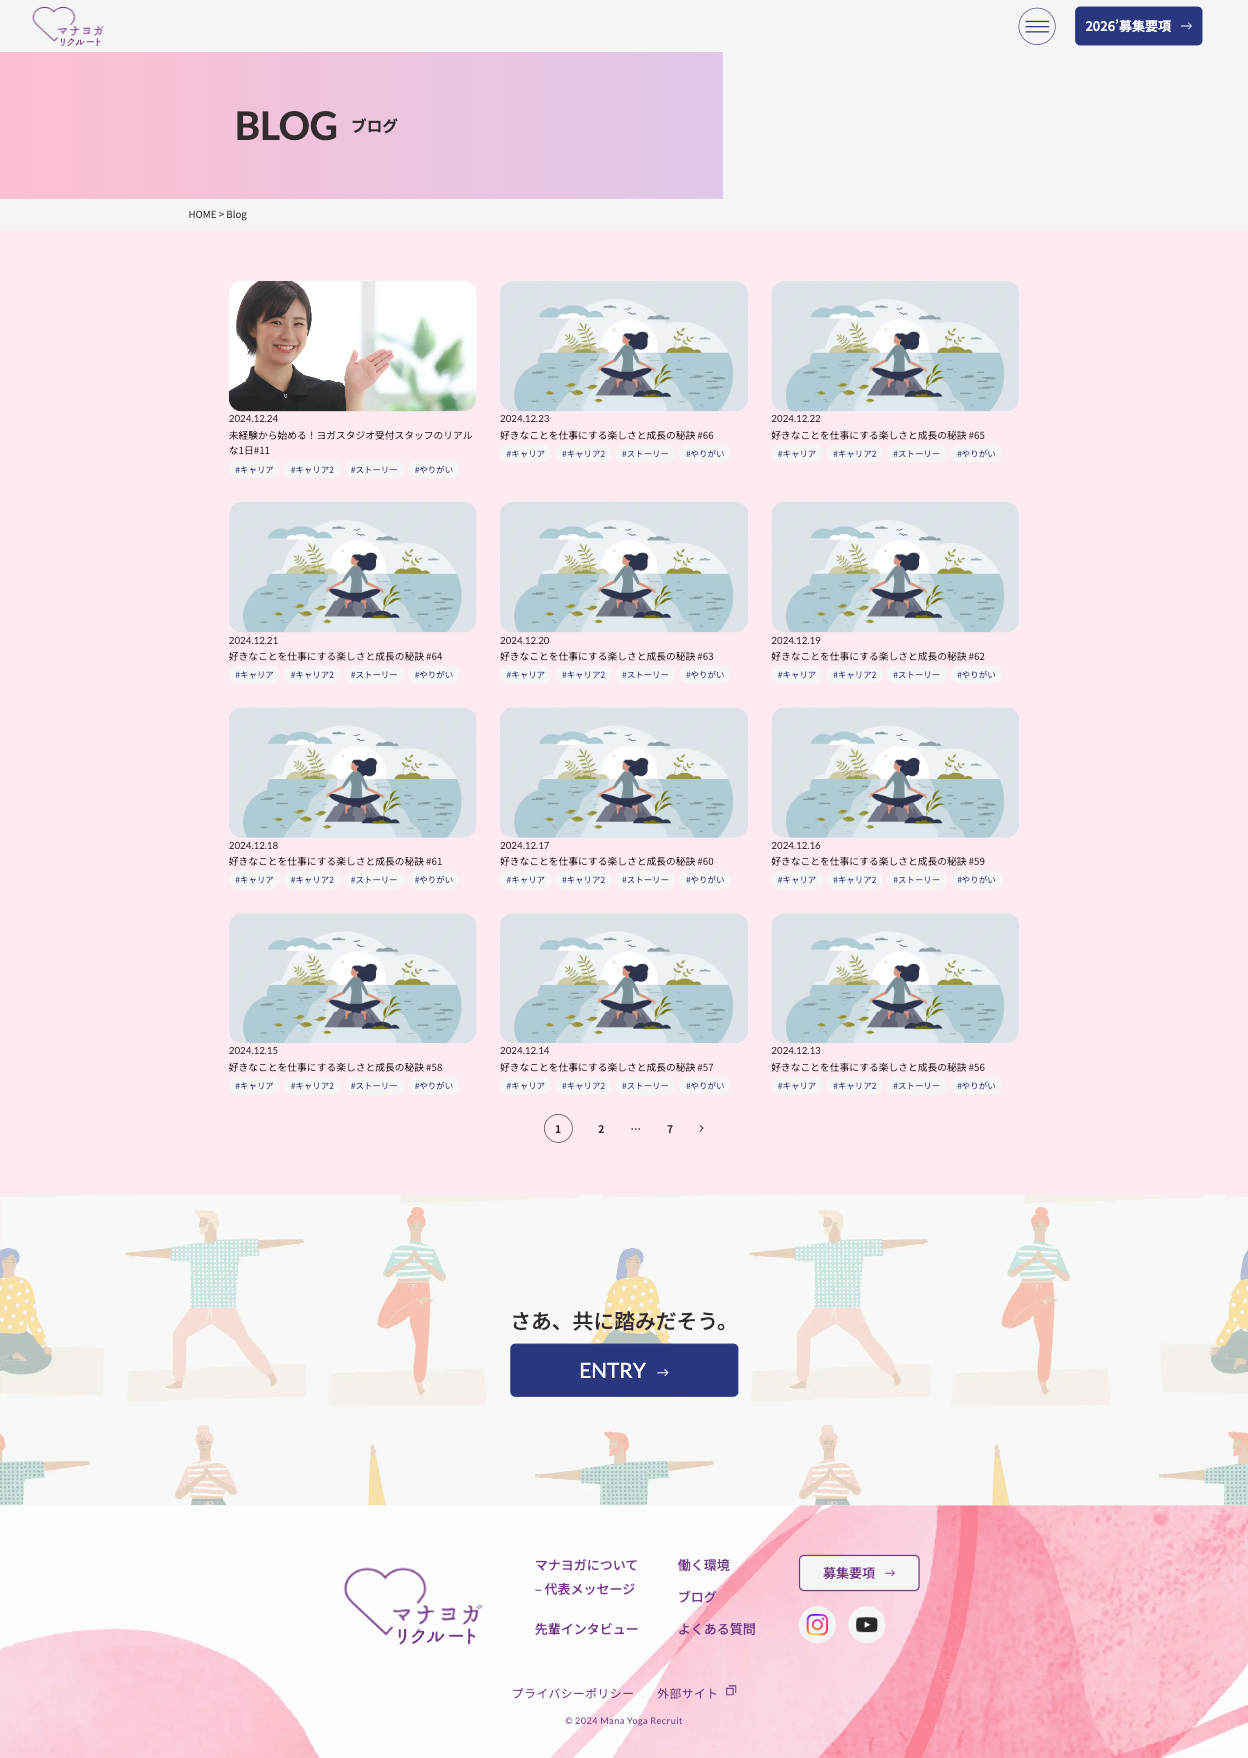 マナヨガ
リクルート
2026’募集要項 →
BLOG ブログ
HOME > Blog
2024.12.24
未経験から始める！ヨガスタジオ受付スタッフのリアル
な1日#11
#キャリア #キャリア2 #ストーリー #やりがい
2024.12.23
好きなことを仕事にする楽しさと成長の秘訣 #66
#キャリア #キャリア2 #ストーリー #やりがい
2024.12.22
好きなことを仕事にする楽しさと成長の秘訣 #65
#キャリア #キャリア2 #ストーリー #やりがい
2024.12.21
好きなことを仕事にする楽しさと成長の秘訣 #64
#キャリア #キャリア2 #ストーリー #やりがい
2024.12.20
好きなことを仕事にする楽しさと成長の秘訣 #63
#キャリア #キャリア2 #ストーリー #やりがい
2024.12.19
好きなことを仕事にする楽しさと成長の秘訣 #62
#キャリア #キャリア2 #ストーリー #やりがい
2024.12.18
好きなことを仕事にする楽しさと成長の秘訣 #61
#キャリア #キャリア2 #ストーリー #やりがい
2024.12.17
好きなことを仕事にする楽しさと成長の秘訣 #60
#キャリア #キャリア2 #ストーリー #やりがい
2024.12.16
好きなことを仕事にする楽しさと成長の秘訣 #59
#キャリア #キャリア2 #ストーリー #やりがい
2024.12.15
好きなことを仕事にする楽しさと成長の秘訣 #58
#キャリア #キャリア2 #ストーリー #やりがい
2024.12.14
好きなことを仕事にする楽しさと成長の秘訣 #57
#キャリア #キャリア2 #ストーリー #やりがい
2024.12.13
好きなことを仕事にする楽しさと成長の秘訣 #56
#キャリア #キャリア2 #ストーリー #やりがい
1 2 … 7 >
さあ、共に踏みだそう。
ENTRY →
マナヨガ
リクルート
マナヨガについて
– 代表メッセージ
先輩インタビュー
働く環境
ブログ
よくある質問
募集要項 →
プライバシーポリシー 外部サイト
© 2024 Mana Yoga Recruit